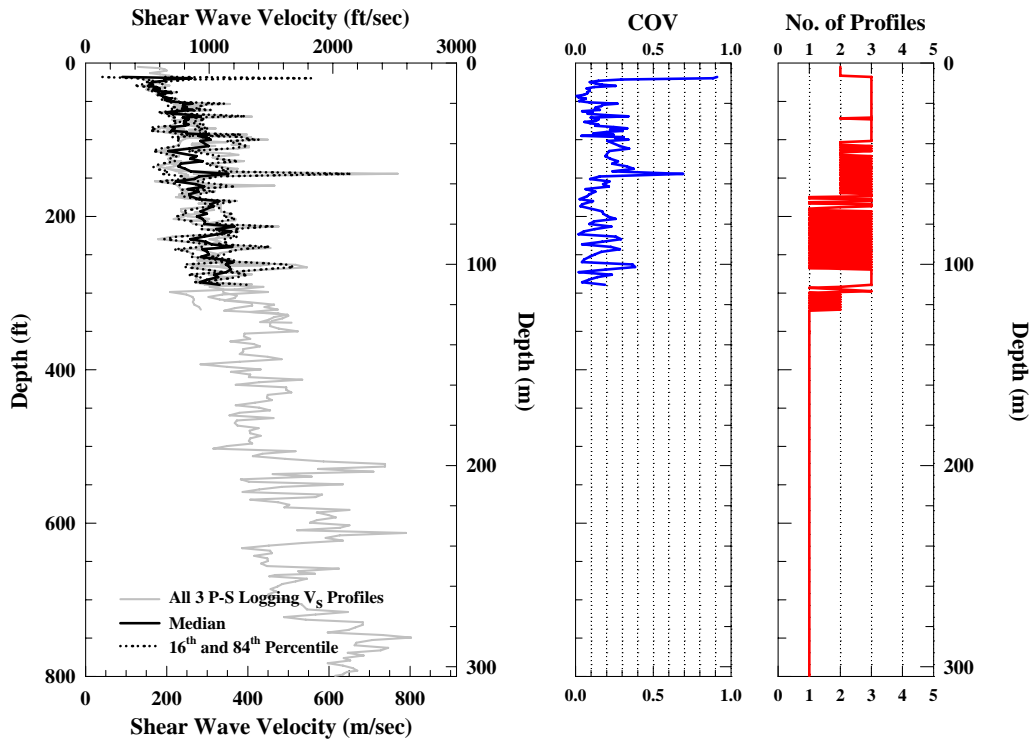 Shear Wave Velocity (ft/sec)
0 1000 2000 3000
COV
0.0 0.5 1.0
No. of Profiles
0 1 2 3 4 5
Depth (ft)
0
200
400
600
800
Depth (m)
0
100
200
300
Depth (m)
0
100
200
300
All 3 P-S Logging Vs Profiles
Median
16th and 84th Percentile
0 200 400 600 800
Shear Wave Velocity (m/sec)
0.0 0.5 1.0
0 1 2 3 4 5